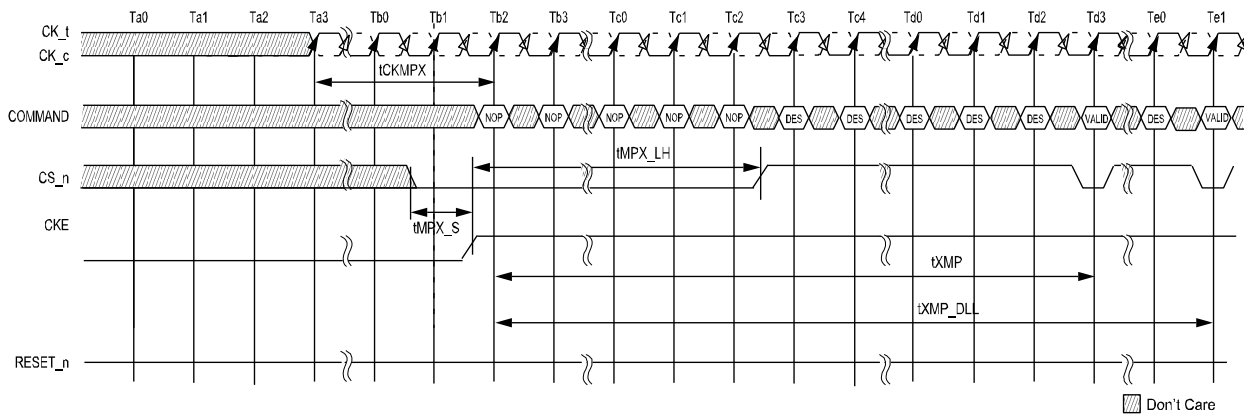 Ta0 Ta1 Ta2 Ta3 Tb0 Tb1 Tb2 Tb3 Tc0 Tc1 Tc2 Tc3 Tc4 Td0 Td1 Td2 Td3 Te0 Te1
CK_t
CK_c
tCKMPX
COMMAND NOP NOP NOP NOP NOP DES DES DES DES DES VALID DES VALID
tMPX_LH
CS_n
tMPX_S
CKE
tXMP
tXMP_DLL
RESET_n
Don't Care